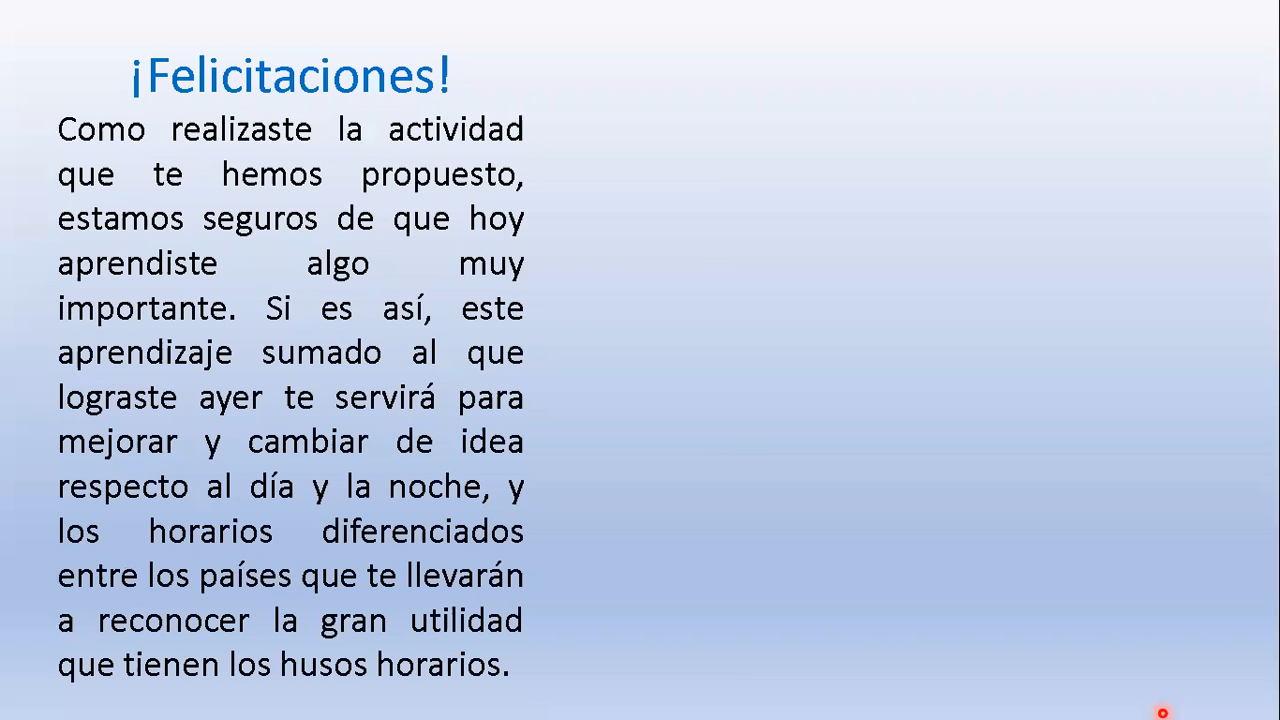 ¡Felicitaciones!
Como realizaste la actividad
que te hemos propuesto,
estamos seguros de que hoy
aprendiste algo muy
importante. Si es así, este
aprendizaje sumado al que
lograste ayer te servirá para
mejorar y cambiar de idea
respecto al día y la noche, y
los horarios diferenciados
entre los países que te llevarán
a reconocer la gran utilidad
que tienen los husos horarios.